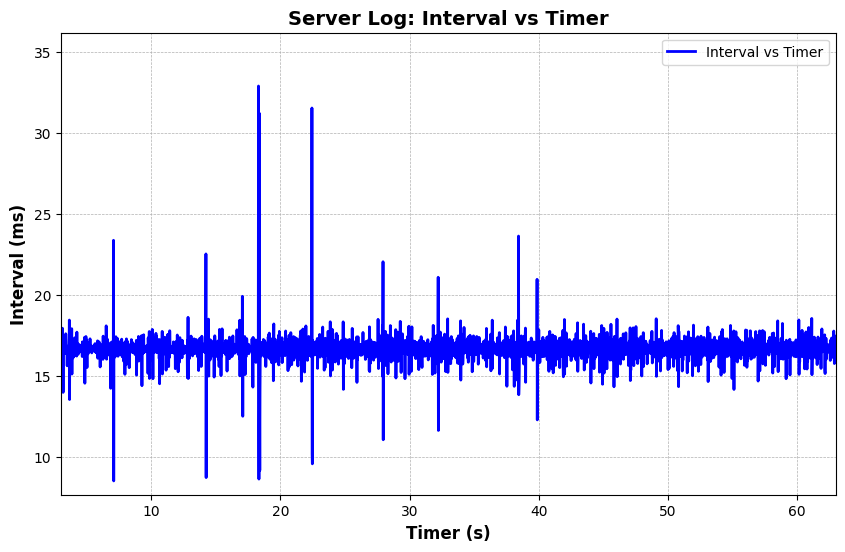 Server Log: Interval vs Timer
Interval vs Timer
Interval (ms)
35
30
25
20
15
10
10 20 30 40 50 60
Timer (s)